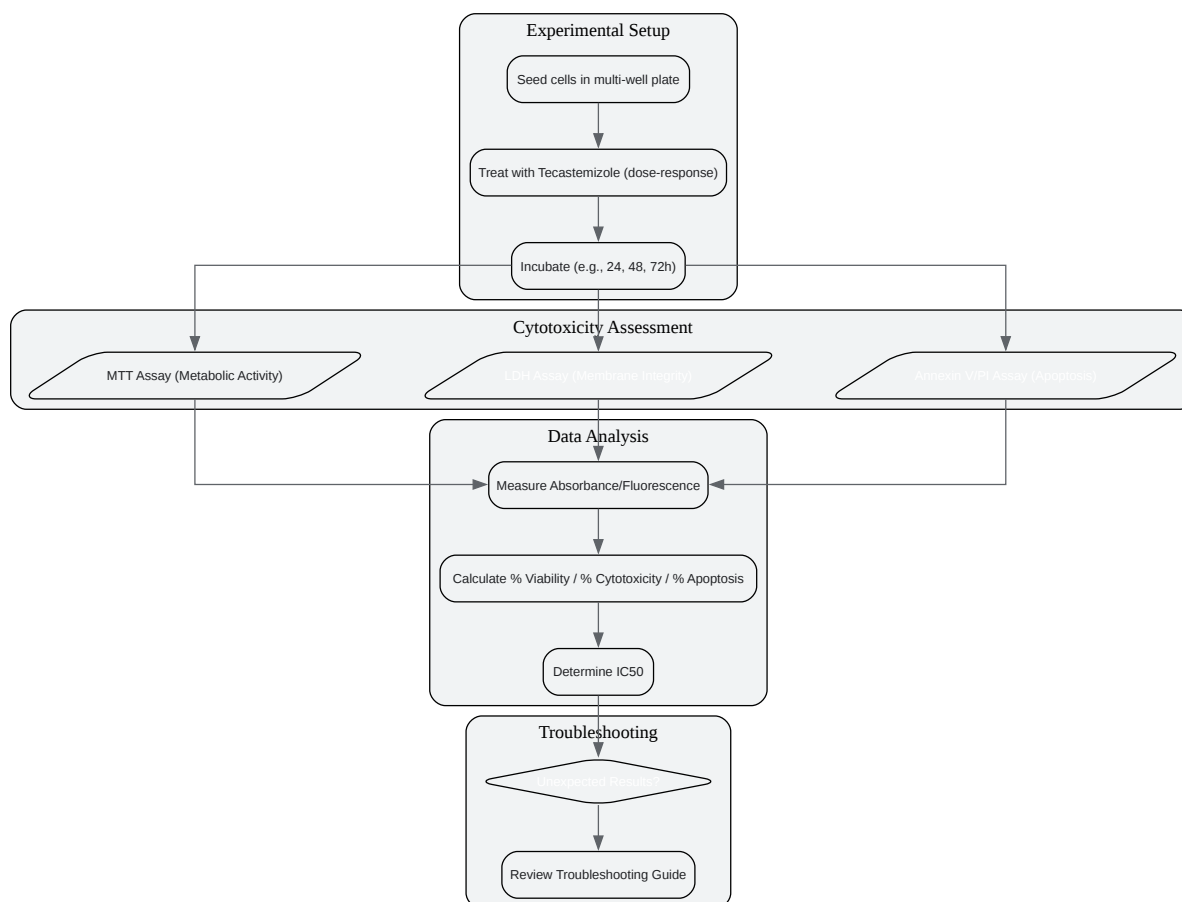 Experimental Setup
Seed cells in multi-well plate
Treat with Tecastemizole (dose-response)
Incubate (e.g., 24, 48, 72h)
Cytotoxicity Assessment
MTT Assay (Metabolic Activity)
LDH Assay (Membrane Integrity)
Annexin V/PI Assay (Apoptosis)
Data Analysis
Measure Absorbance/Fluorescence
Calculate % Viability / % Cytotoxicity / % Apoptosis
Determine IC50
Troubleshooting
Unexpected Results?
Review Troubleshooting Guide